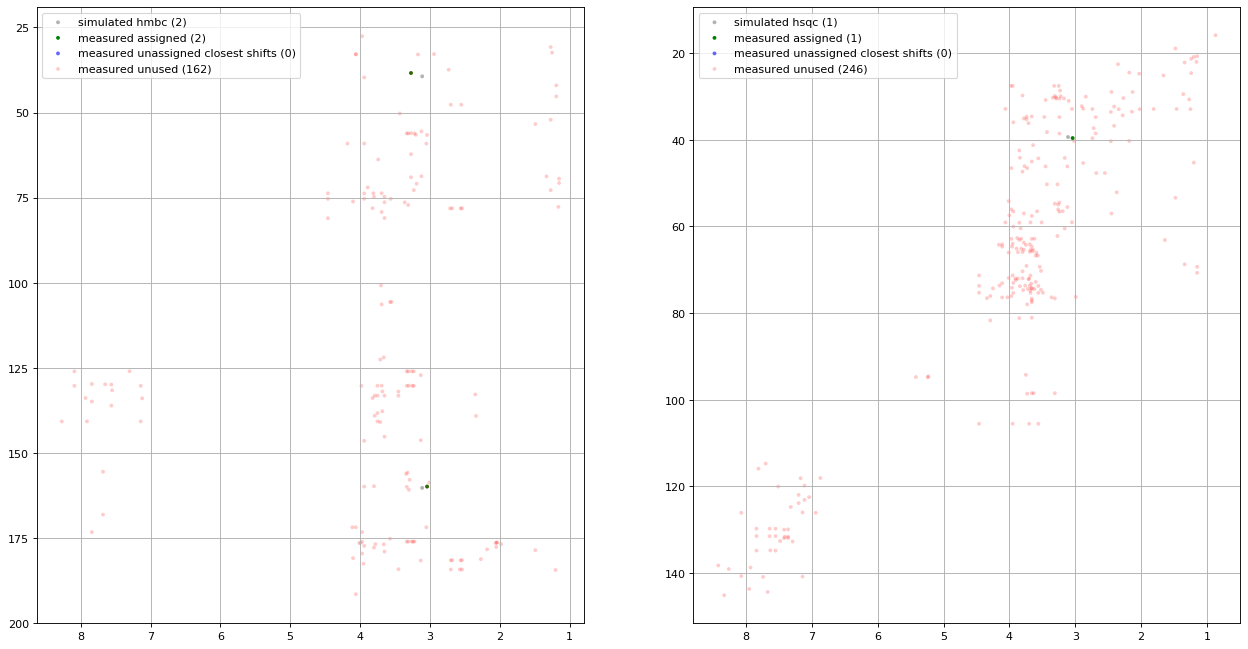 simulated hmbc (2)
measured assigned (2)
measured unassigned closest shifts (0)
measured unused (162)
25
50
75
100
125
150
175
200
8 7 6 5 4 3 2 1
simulated hsqc (1)
measured assigned (1)
measured unassigned closest shifts (0)
measured unused (246)
20
40
60
80
100
120
140
8 7 6 5 4 3 2 1